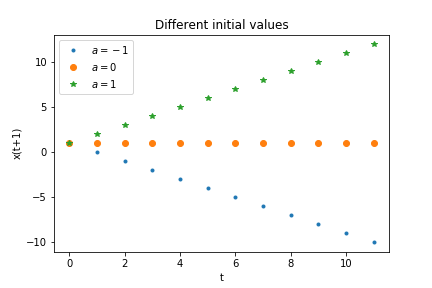 Different initial values
a = −1
a = 0
a = 1
10
5
0
−5
−10
x(t+1)
0
2
4
6
8
10
t